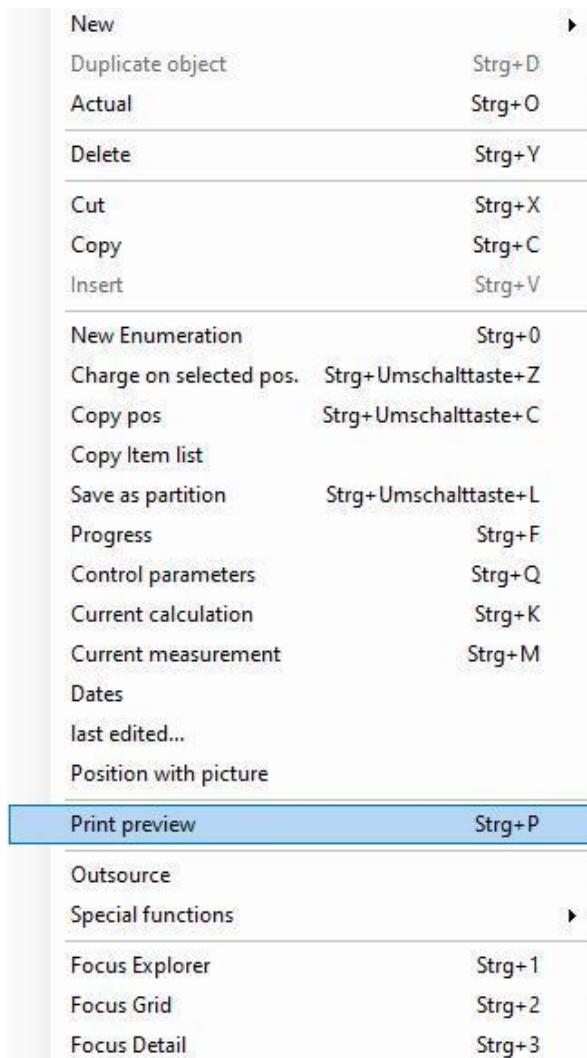 New
Duplicate object Strg+D
Actual Strg+O
Delete Strg+Y
Cut Strg+X
Copy Strg+C
Insert Strg+V
New Enumeration Strg+0
Charge on selected pos. Strg+Umschalttaste+Z
Copy pos Strg+Umschalttaste+C
Copy Item list
Save as partition Strg+Umschalttaste+L
Progress Strg+F
Control parameters Strg+Q
Current calculation Strg+K
Current measurement Strg+M
Dates
last edited...
Position with picture
Print preview Strg+P
Outsource
Special functions
Focus Explorer Strg+1
Focus Grid Strg+2
Focus Detail Strg+3